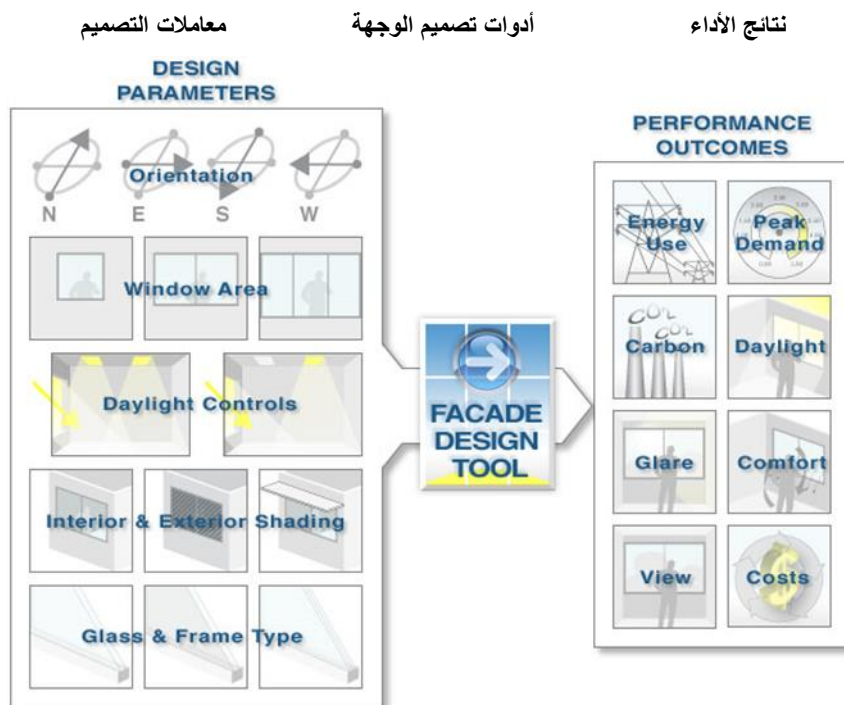 نتائج الأداء
أدوات تصميم الوجهة
معاملات التصميم
DESIGN
PARAMETERS
Orientation
N E S W
Window Area
Daylight Controls
Interior & Exterior Shading
Glass & Frame Type
FACADE
DESIGN
TOOL
PERFORMANCE
OUTCOMES
Energy
Use
Peak
Demand
Carbon
Daylight
Glare
Comfort
View
Costs